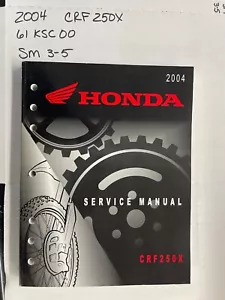 2004 CRF250X
61KSC00
Sm 3-5
2004
HONDA
SERVICE MANUAL
CRF250X